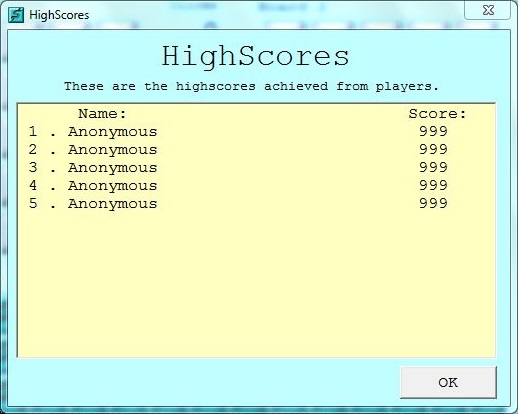 HighScores
HighScores
These are the highscores achieved from players.
Name: Score:
1 . Anonymous 999
2 . Anonymous 999
3 . Anonymous 999
4 . Anonymous 999
5 . Anonymous 999
OK